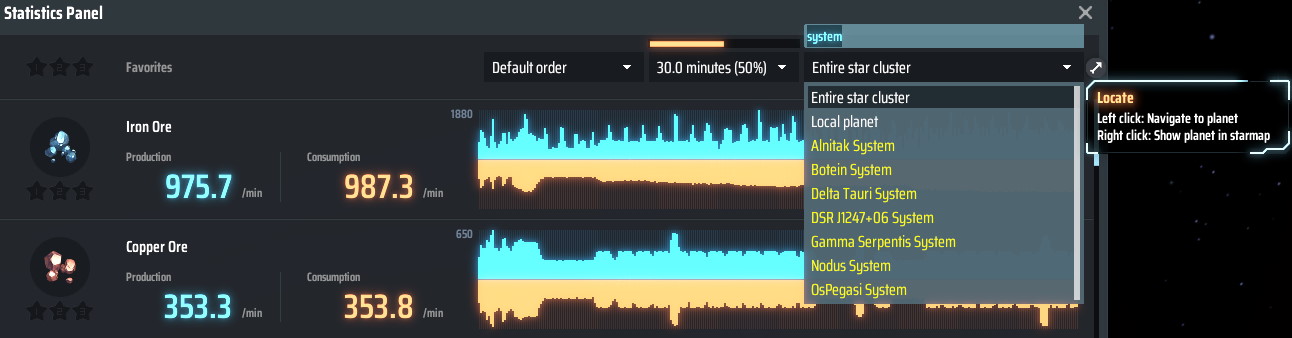 Statistics Panel
system
Favorites
Default order
30.0 minutes (50%)
Entire star cluster
Locate
Left click: Navigate to planet
Right click: Show planet in starmap
Entire star cluster
Local planet
Alnitak System
Botein System
Delta Tauri System
DSR J1247+06 System
Gamma Serpentis System
Nodus System
OsPegasi System
Iron Ore
1880
Production
Consumption
975.7 /min
987.3 /min
Copper Ore
650
Production
Consumption
353.3 /min
353.8 /min